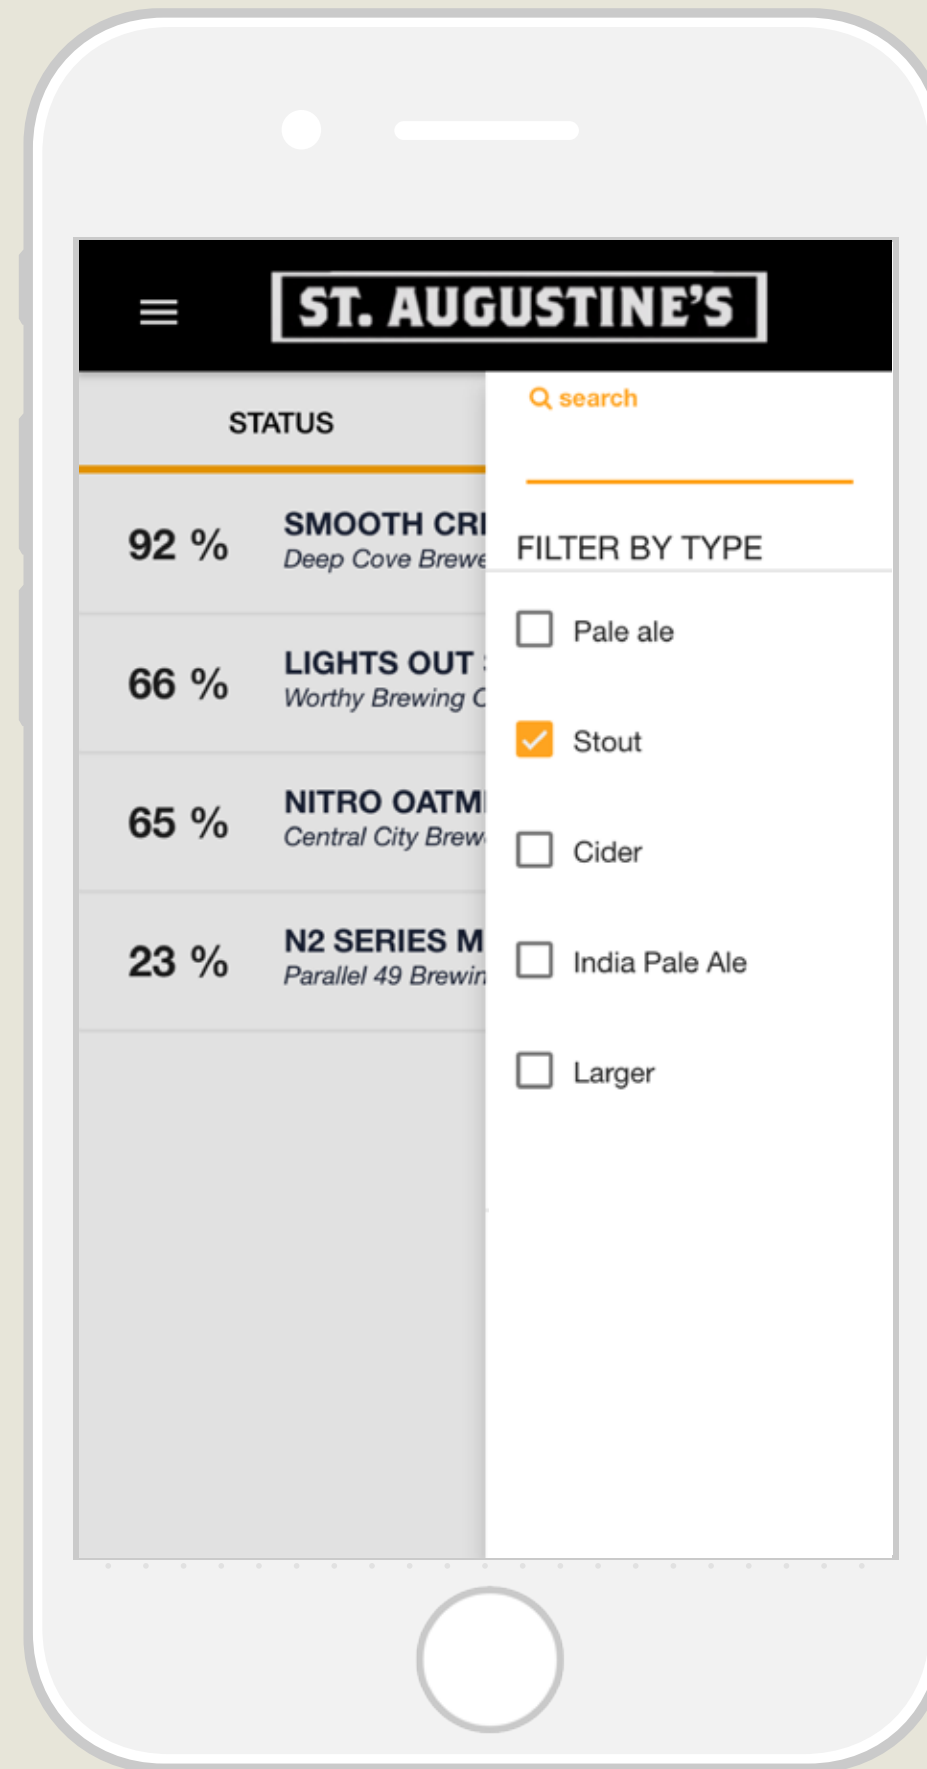 ST. AUGUSTINE'S
STATUS
92 %
SMOOTH CRI
Deep Cove Brewe
66 %
LIGHTS OUT
Worthy Brewing C
65 %
NITRO OATM
Central City Brew
23 %
N2 SERIES M
Parallel 49 Brewin
search
FILTER BY TYPE
Pale ale
Stout
Cider
India Pale Ale
Larger